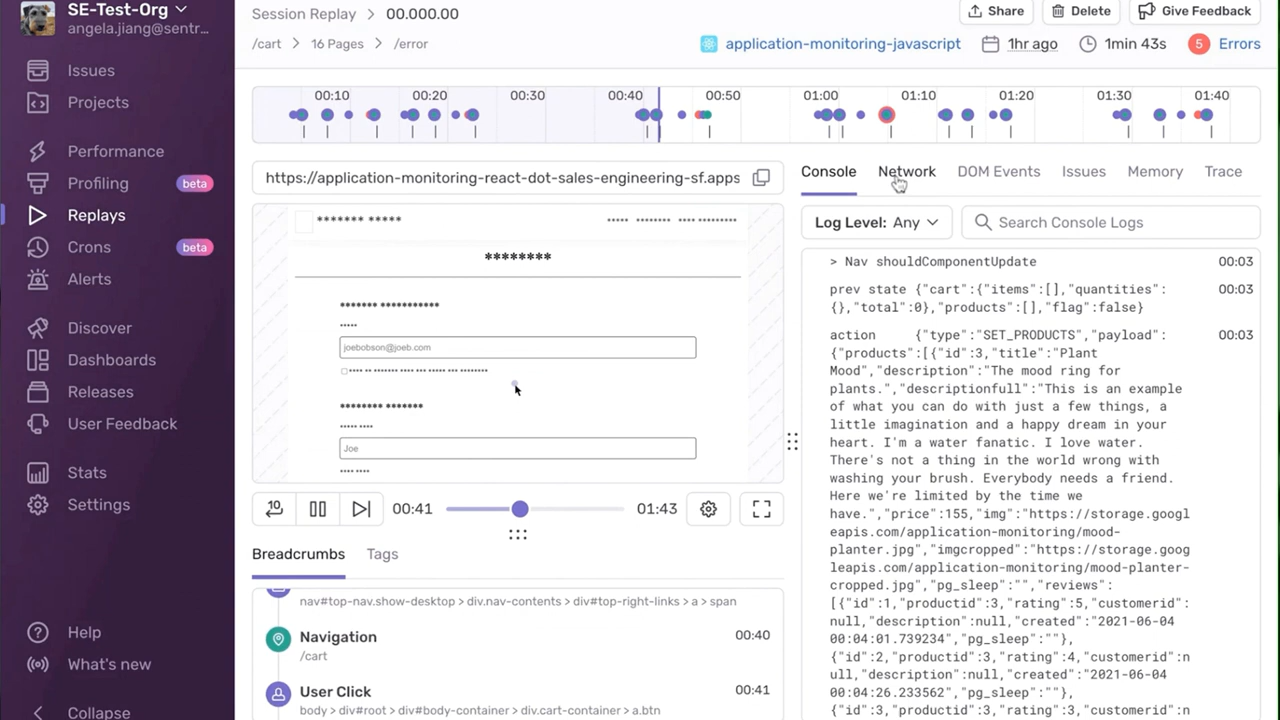 SE-Test-Org
angela.jiang@sentr...
Issues
Projects
Performance
Profiling beta
Replays
Crons beta
Alerts
Discover
Dashboards
Releases
User Feedback
Stats
Settings
Help
What's new
Collapse
Session Replay > 00.000.00
Share
Delete
Give Feedback
/cart > 16 Pages > /error
application-monitoring-javascript
1hr ago
1min 43s
5 Errors
00:10 00:20 00:30 00:40 00:50 01:00 01:10 01:20 01:30 01:40
https://application-monitoring-react-dot-sales-engineering-sf.apps
******* *****
***** ******** **** *********
********
******* ***********
*****
joebobson@joeb.com
**** ** ******* **** *** ***** *** ********
******** *******
***** ****
Joe
**** ****
10
00:41
01:43
Breadcrumbs
Tags
nav#top-nav.show-desktop > div.nav-contents > div#top-right-links > a > span
Navigation 00:40
/cart
User Click 00:41
body > div#root > div#body-container > div.cart-container > a.btn
Console Network DOM Events Issues Memory Trace
Log Level: Any
Search Console Logs
> Nav shouldComponentUpdate 00:03
prev state {"cart":{"items":[],"quantities": 00:03
{},"total":0},"products":[],"flag":false}
action {"type":"SET_PRODUCTS","payload": 00:03
{"products":[{"id":3,"title":"Plant
Mood","description":"The mood ring for
plants.","descriptionfull":"This is an example
of what you can do with just a few things, a
little imagination and a happy dream in your
heart. I'm a water fanatic. I love water.
There's not a thing in the world wrong with
washing your brush. Everybody needs a friend.
Here we're limited by the time we
have.","price":155,"img":"https://storage.googl
eapis.com/application-monitoring/mood-
planter.jpg","imgcropped":"https://storage.goog
leapis.com/application-monitoring/mood-planter-
cropped.jpg","pg_sleep":"","reviews":
[{"id":1,"productid":3,"rating":5,"customerid":
null,"description":null,"created":"2021-06-04
00:04:01.739234","pg_sleep":""},
{"id":2,"productid":3,"rating":4,"customerid":n
ull,"description":null,"created":"2021-06-04
00:04:26.233562","pg_sleep":""},
{"id":3,"productid":3,"rating":4,"customerid":n